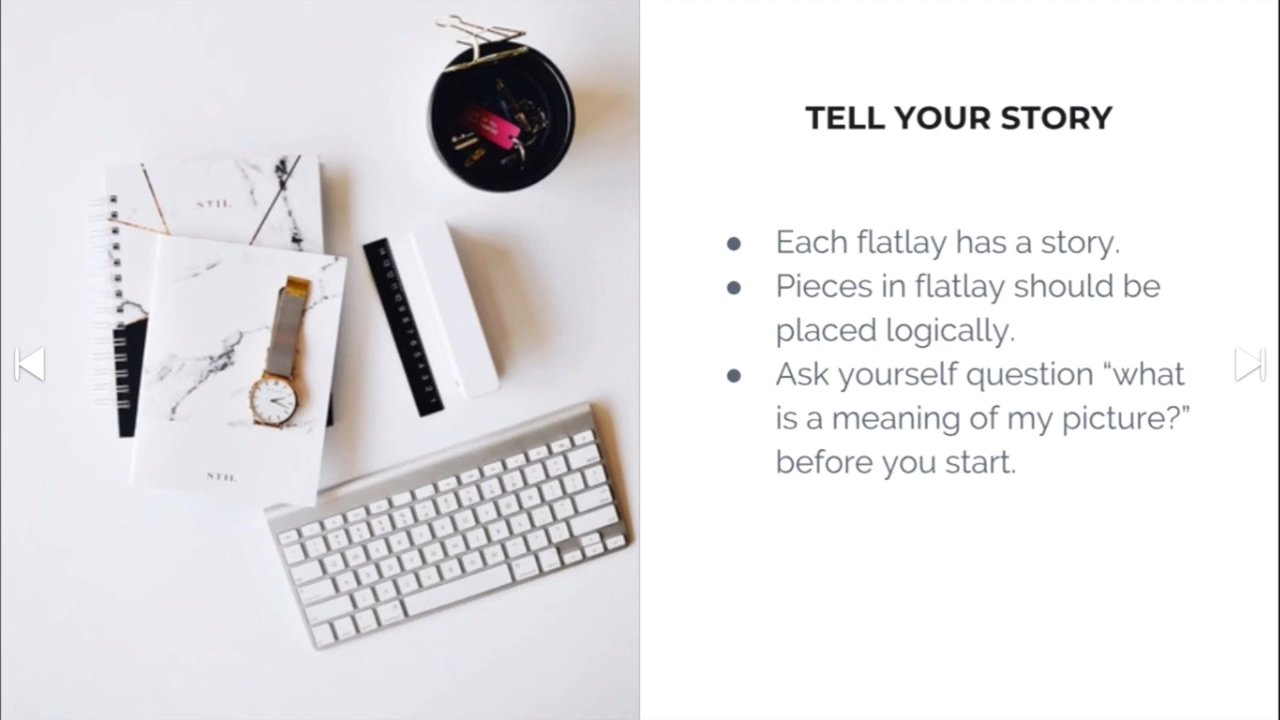 TELL YOUR STORY
● Each flatlay has a story.
● Pieces in flatlay should be
placed logically.
● Ask yourself question “what
is a meaning of my picture?”
before you start.
STIL
STIL